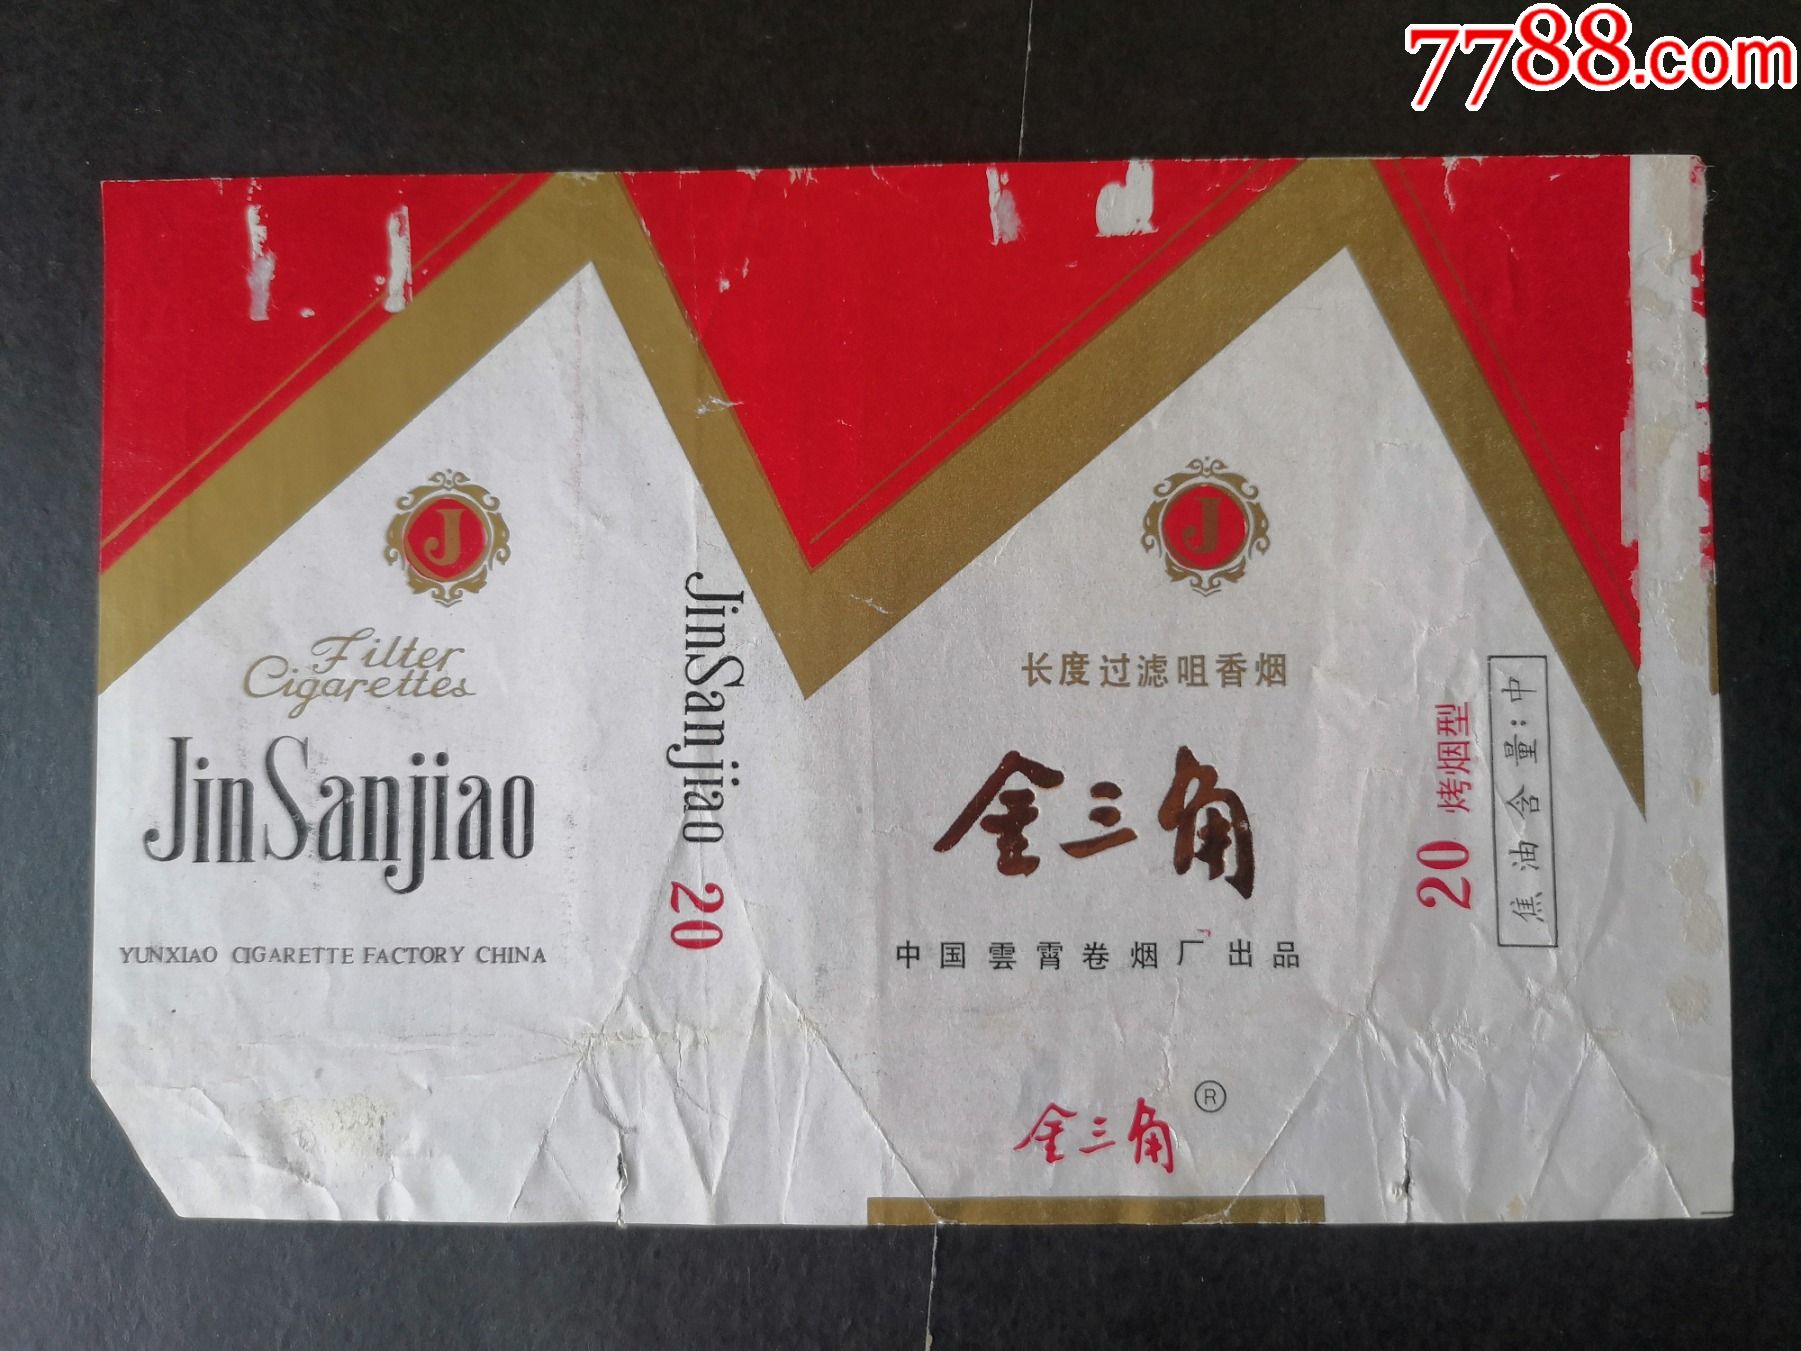 7788.com
J
Filter
Cigarettes
JinSanjiao
YUNXIAO CIGARETTE FACTORY CHINA
JinSanjiao 20
J
长度过滤咀香烟
金三角
中国雲霄卷烟厂出品
金三角 ®
20 烤烟型
焦油含量:中